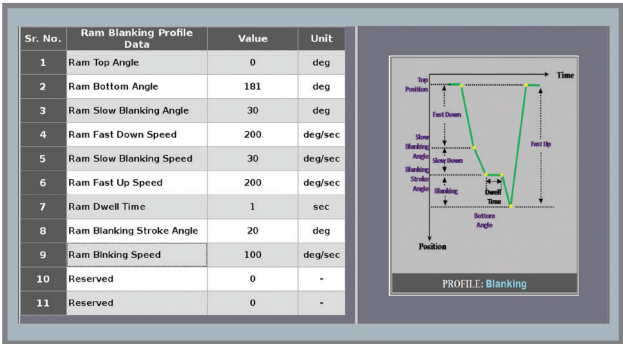 Sr. No. Ram Blanking Profile Data Value Unit
1 Ram Top Angle 0 deg
2 Ram Bottom Angle 181 deg
3 Ram Slow Blanking Angle 30 deg
4 Ram Fast Down Speed 200 deg/sec
5 Ram Slow Blanking Speed 30 deg/sec
6 Ram Fast Up Speed 200 deg/sec
7 Ram Dwell Time 1 sec
8 Ram Blanking Stroke Angle 20 deg
9 Ram Blnking Speed 100 deg/sec
10 Reserved 0 -
11 Reserved 0 -
Time
Top
Position
Fast Down
Slow
Blanking
Angle
Slow Down
Fast Up
Blanking
Stroke
Angle
Blanking
Dwell
Time
Bottom
Angle
Position
PROFILE: Blanking